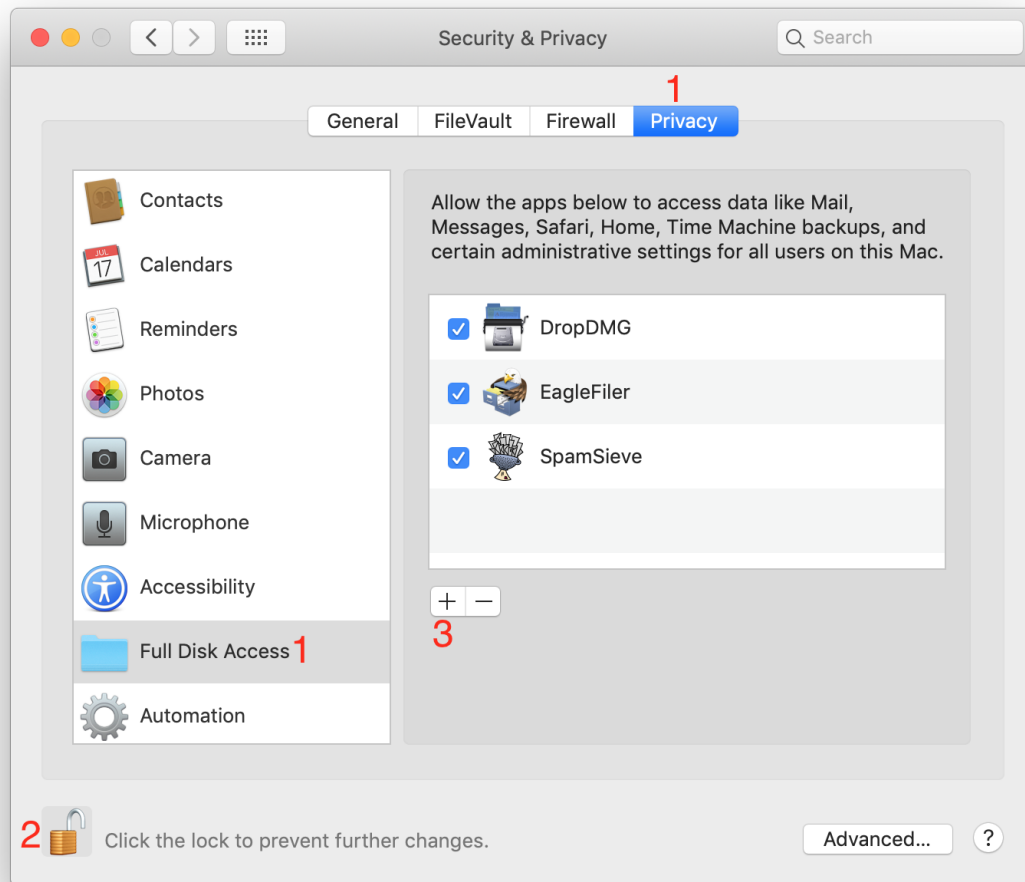 Security & Privacy
Search
1
General
FileVault
Firewall
Privacy
Contacts
JUL
17
Calendars
Reminders
Photos
Camera
Microphone
Accessibility
Full Disk Access 1
Automation
Allow the apps below to access data like Mail,
Messages, Safari, Home, Time Machine backups, and
certain administrative settings for all users on this Mac.
DropDMG
EagleFiler
SpamSieve
+
−
3
2
Click the lock to prevent further changes.
Advanced...
?